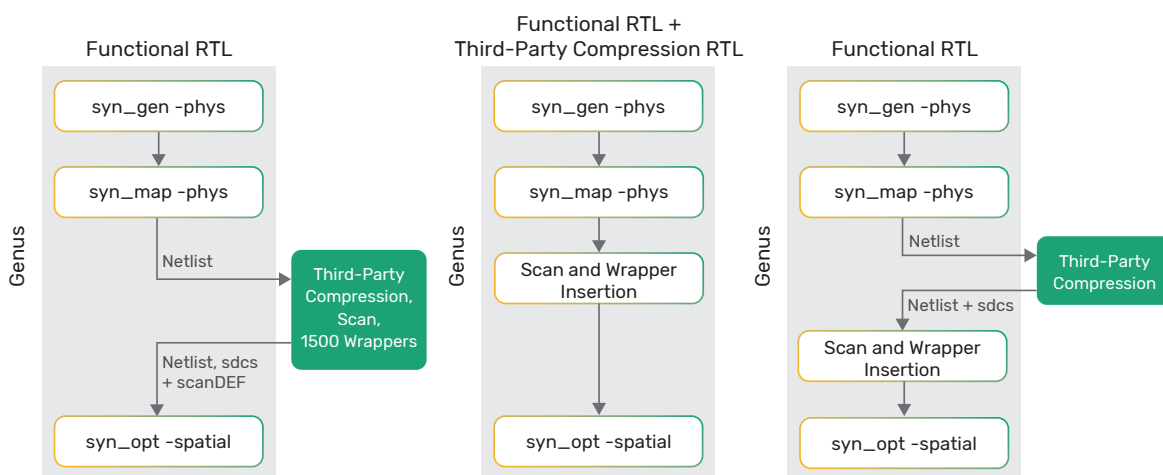 Functional RTL
Genus
syn_gen -phys
syn_map -phys
Netlist
Third-Party
Compression,
Scan,
1500 Wrappers
Netlist, sdcs
+ scanDEF
syn_opt -spatial
Functional RTL +
Third-Party Compression RTL
Genus
syn_gen -phys
syn_map -phys
Scan and Wrapper
Insertion
syn_opt -spatial
Functional RTL
Genus
syn_gen -phys
syn_map -phys
Netlist
Third-Party
Compression
Netlist + sdcs
Scan and Wrapper
Insertion
syn_opt -spatial